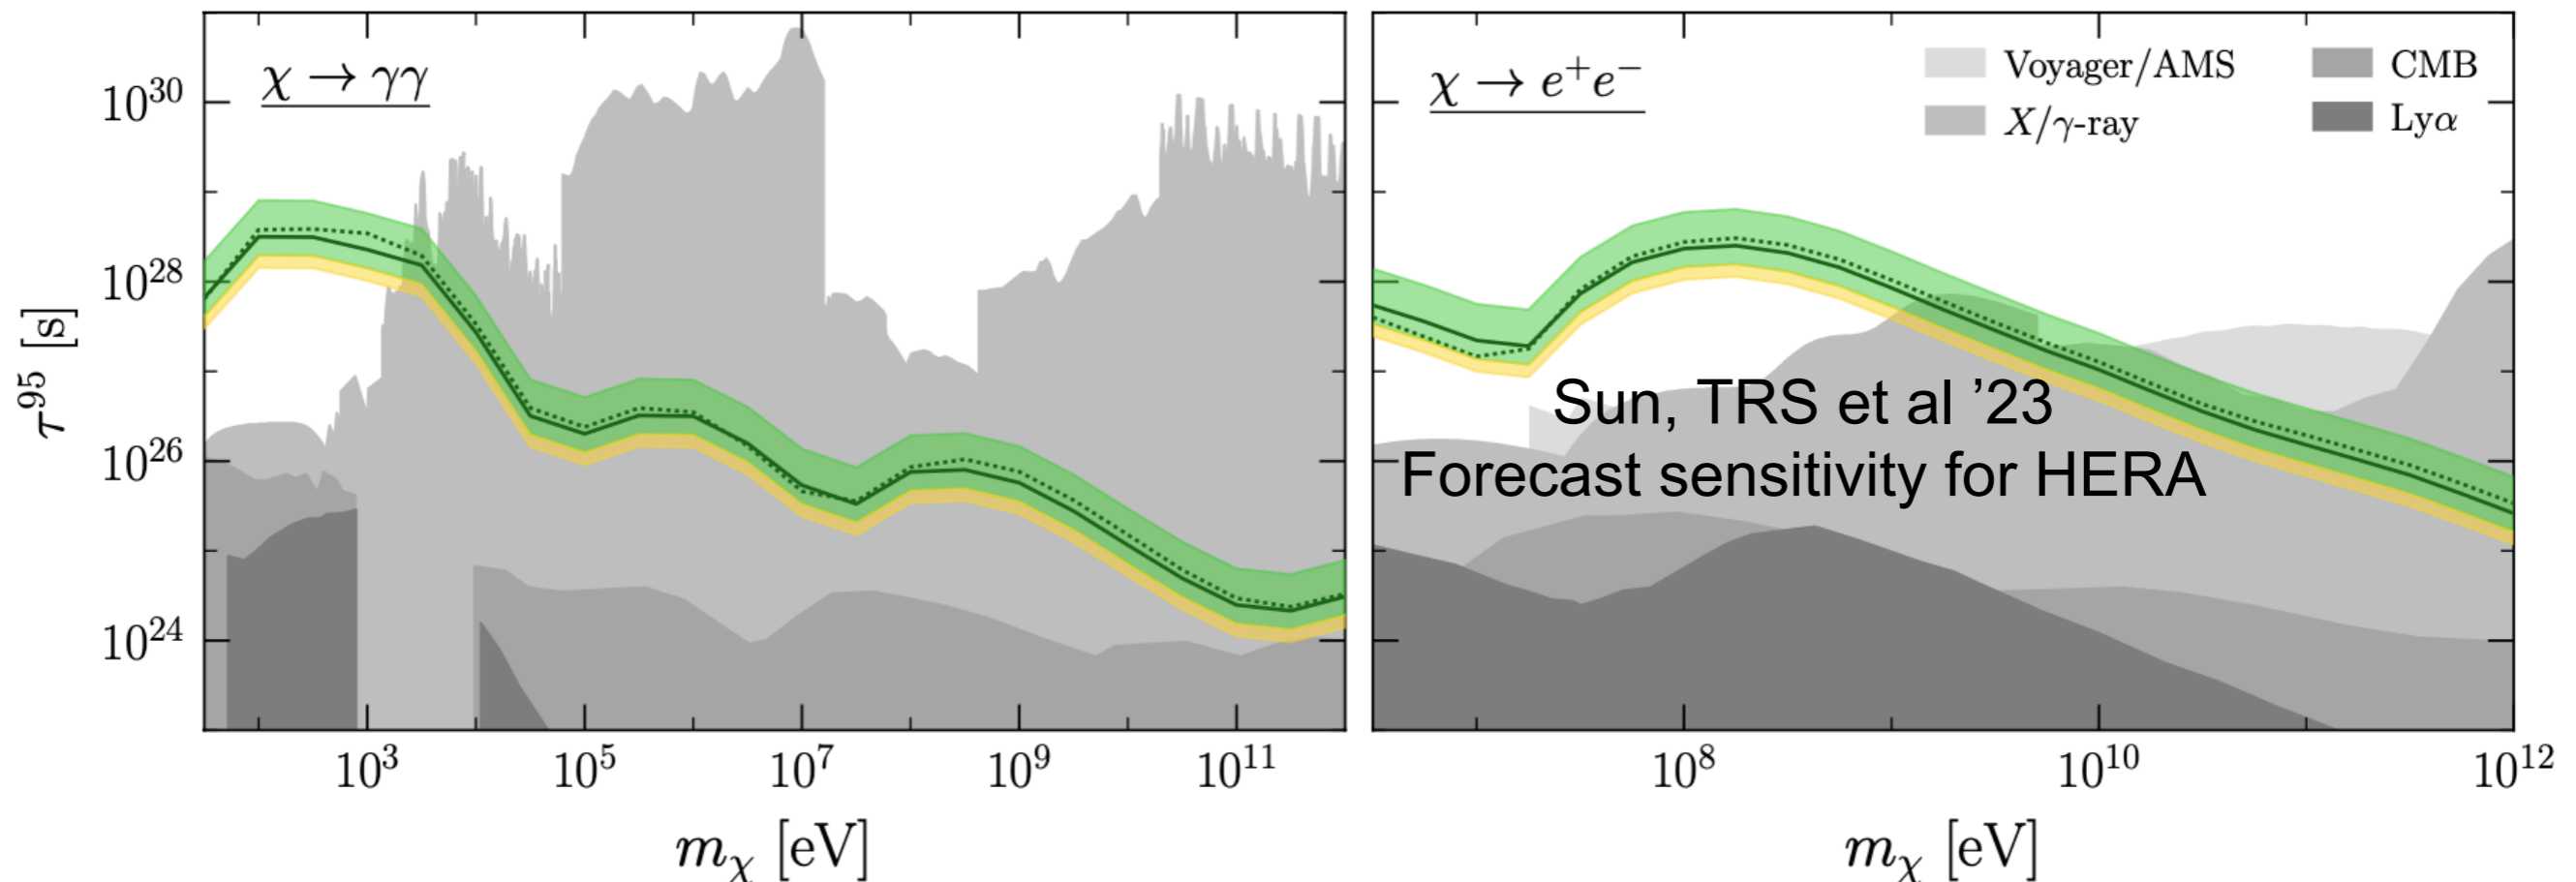 χ → γγ
χ → e⁺e⁻
Voyager/AMS
X/γ-ray
CMB
Lyα
10³⁰
10²⁸
10²⁶
10²⁴
τ⁹⁵ [s]
Sun, TRS et al ’23
Forecast sensitivity for HERA
10³ 10⁵ 10⁷ 10⁹ 10¹¹
10⁸ 10¹⁰ 10¹²
m_χ [eV]
m_χ [eV]